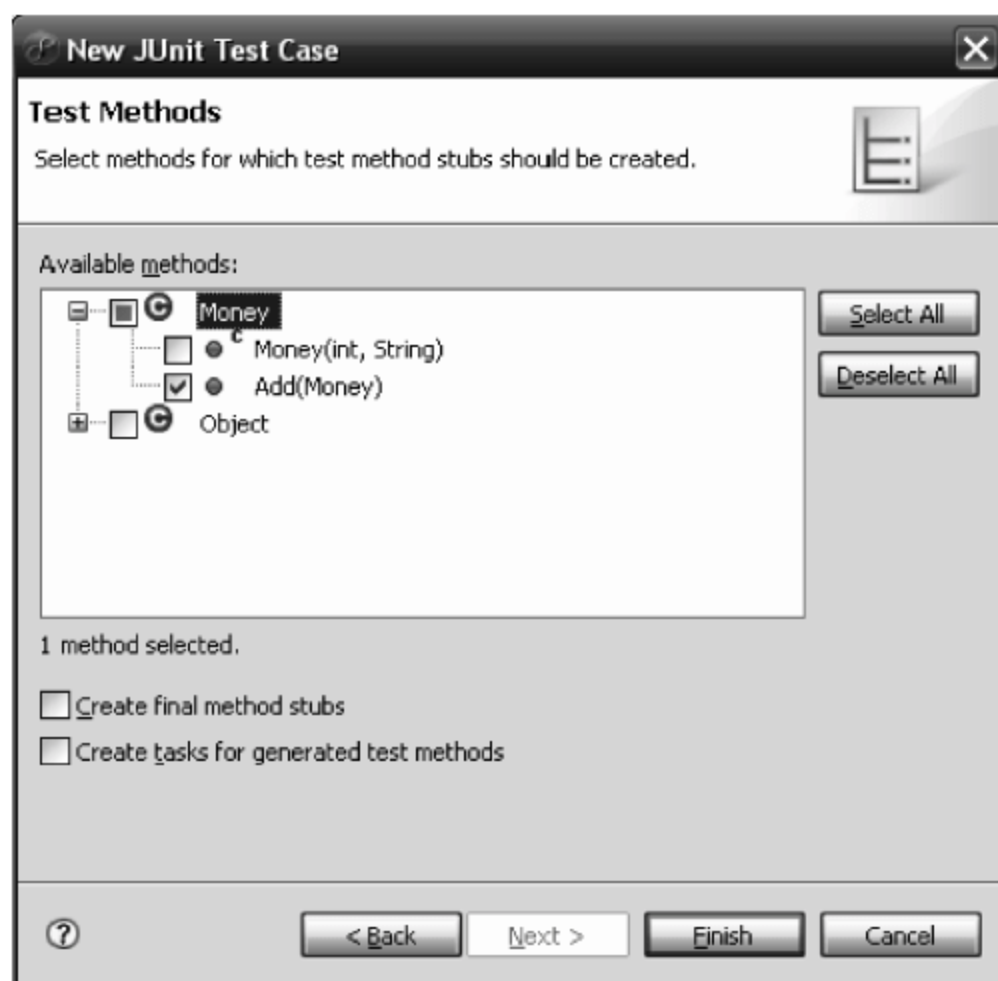 New JUnit Test Case
Test Methods
Select methods for which test method stubs should be created.
Available methods:
Money
Money(int, String)
Add(Money)
Object
Select All
Deselect All
1 method selected.
Create final method stubs
Create tasks for generated test methods
? < Back Next > Finish Cancel